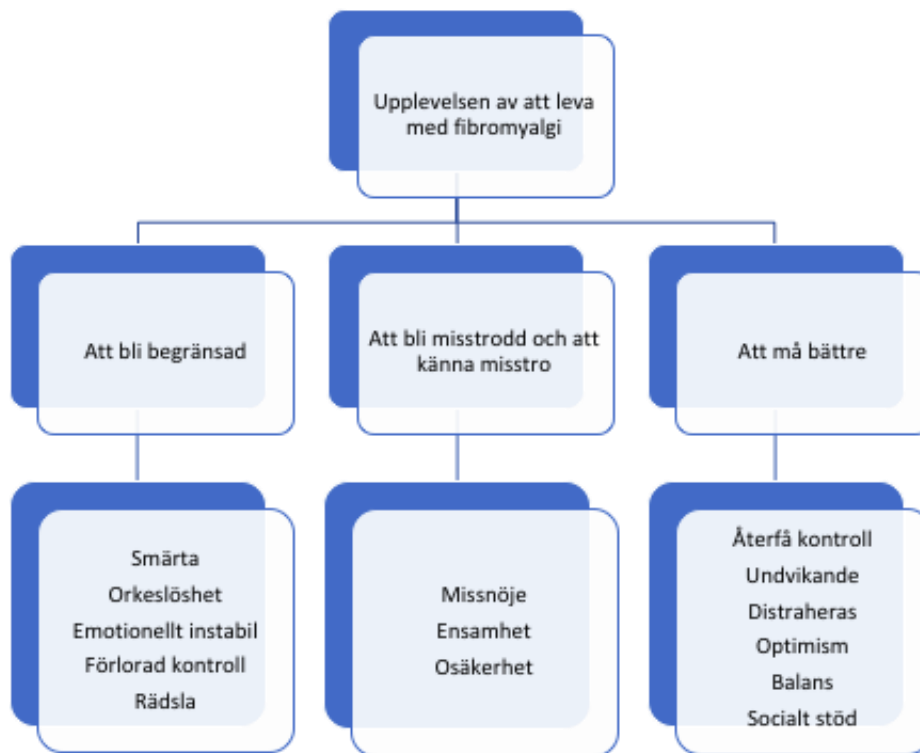 Upplevelsen av att leva
med fibromyalgi
Att bli begränsad
Att bli misstrodd och att
känna misstro
Att må bättre
Smärta
Orkeslöshet
Emotionellt instabil
Förlorad kontroll
Rädsla
Missnöje
Ensamhet
Osäkerhet
Återfå kontroll
Undvikande
Distraheras
Optimism
Balans
Socialt stöd